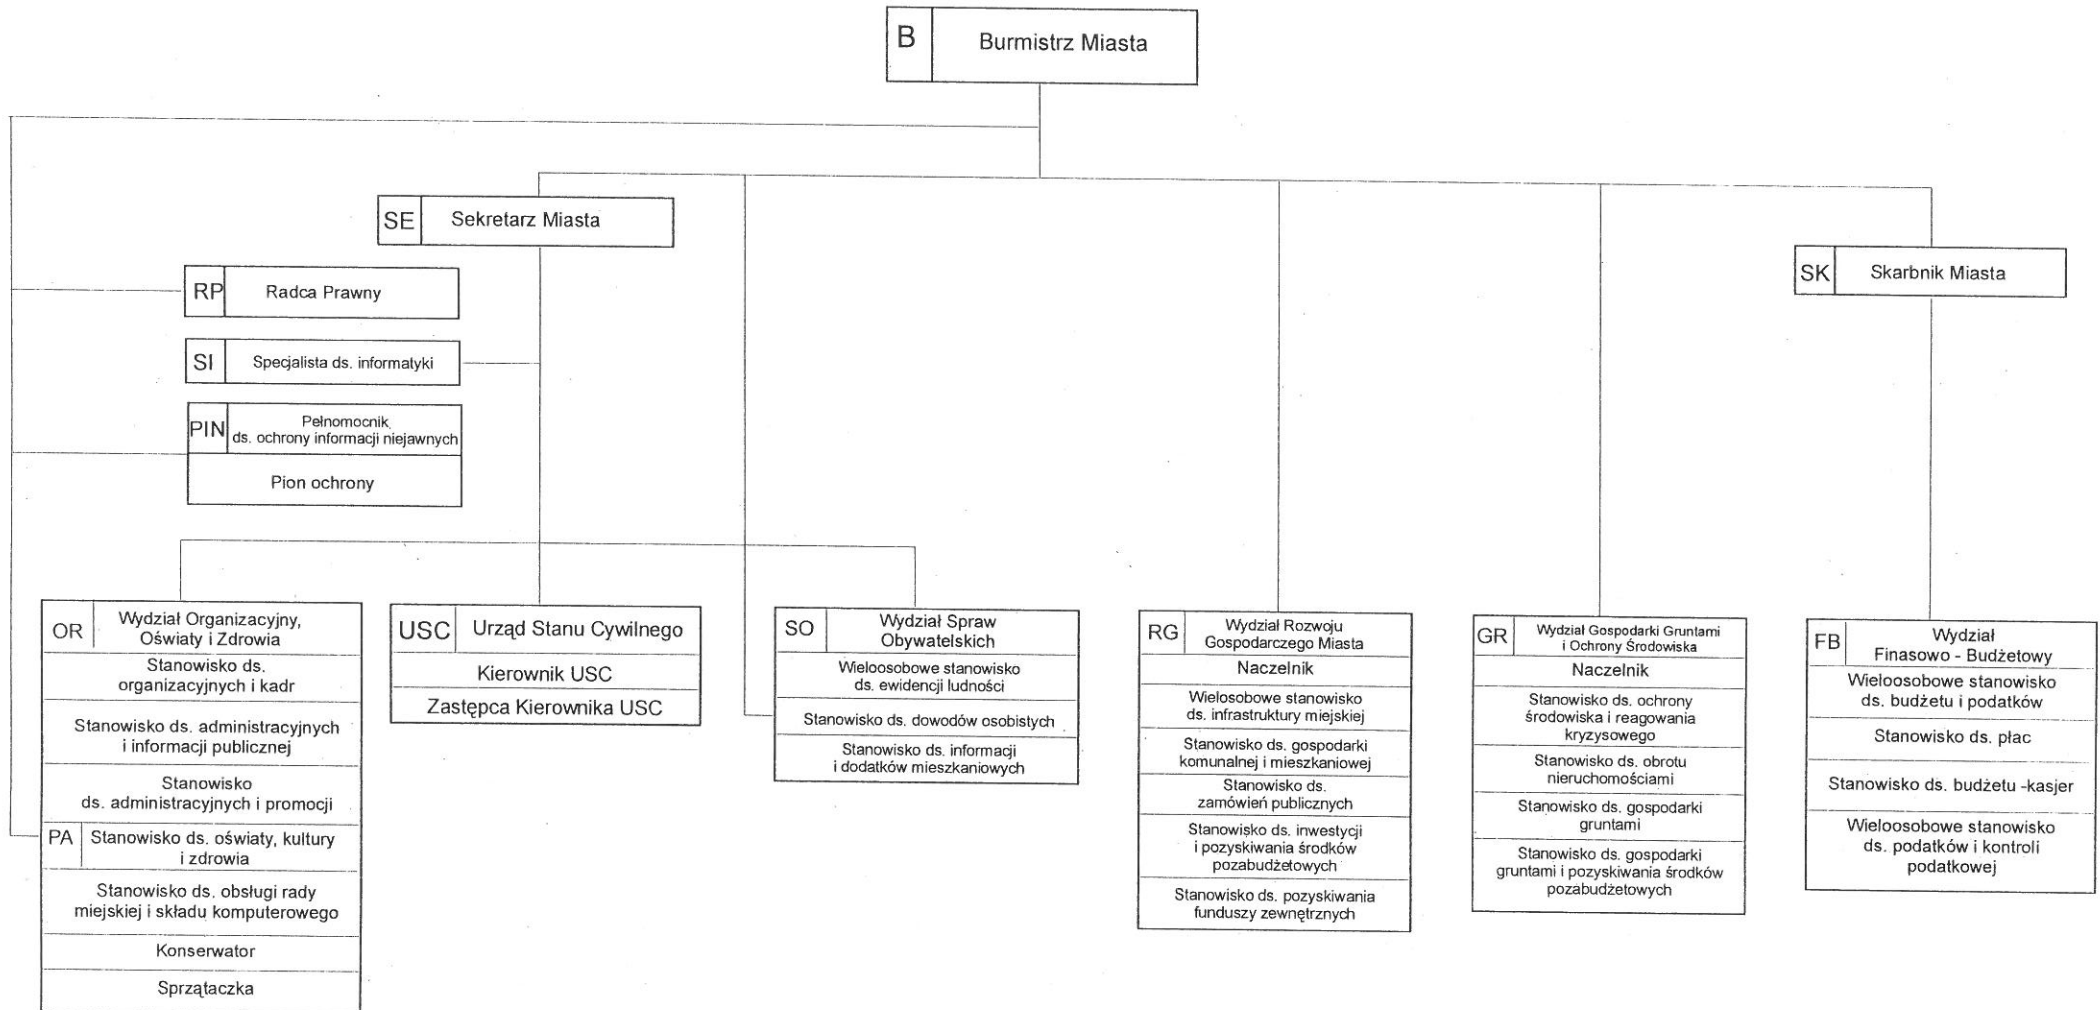 B
Burmistrz Miasta
SE
Sekretarz Miasta
SK
Skarbnik Miasta
RP
Radca Prawny
SI
Specjalista ds. informatyki
PIN
Pełnomocnik
ds. ochrony informacji niejawnych
Pion ochrony
OR
Wydział Organizacyjny,
Oświaty i Zdrowia
Stanowisko ds.
organizacyjnych i kadr
Stanowisko ds. administracyjnych
i informacji publicznej
Stanowisko
ds. administracyjnych i promocji
PA
Stanowisko ds. oświaty, kultury
i zdrowia
Stanowisko ds. obsługi rady
miejskiej i składu komputerowego
Konserwator
Sprzątaczka
USC
Urząd Stanu Cywilnego
Kierownik USC
Zastępca Kierownika USC
SO
Wydział Spraw
Obywatelskich
Wieloosobowe stanowisko
ds. ewidencji ludności
Stanowisko ds. dowodów osobistych
Stanowisko ds. informacji
i dodatków mieszkaniowych
RG
Wydział Rozwoju
Gospodarczego Miasta
Naczelnik
Wielosobowe stanowisko
ds. infrastruktury miejskiej
Stanowisko ds. gospodarki
komunalnej i mieszkaniowej
Stanowisko ds.
zamówień publicznych
Stanowisko ds. inwestycji
i pozyskiwania środków
pozabudżetowych
Stanowisko ds. pozyskiwania
funduszy zewnętrznych
GR
Wydział Gospodarki Gruntami
i Ochrony Środowiska
Naczelnik
Stanowisko ds. ochrony
środowiska i reagowania
kryzysowego
Stanowisko ds. obrotu
nieruchomościami
Stanowisko ds. gospodarki
gruntami
Stanowisko ds. gospodarki
gruntami i pozyskiwania środków
pozabudżetowych
FB
Wydział
Finasowo - Budżetowy
Wieloosobowe stanowisko
ds. budżetu i podatków
Stanowisko ds. płac
Stanowisko ds. budżetu -kasjer
Wieloosobowe stanowisko
ds. podatków i kontroli
podatkowej